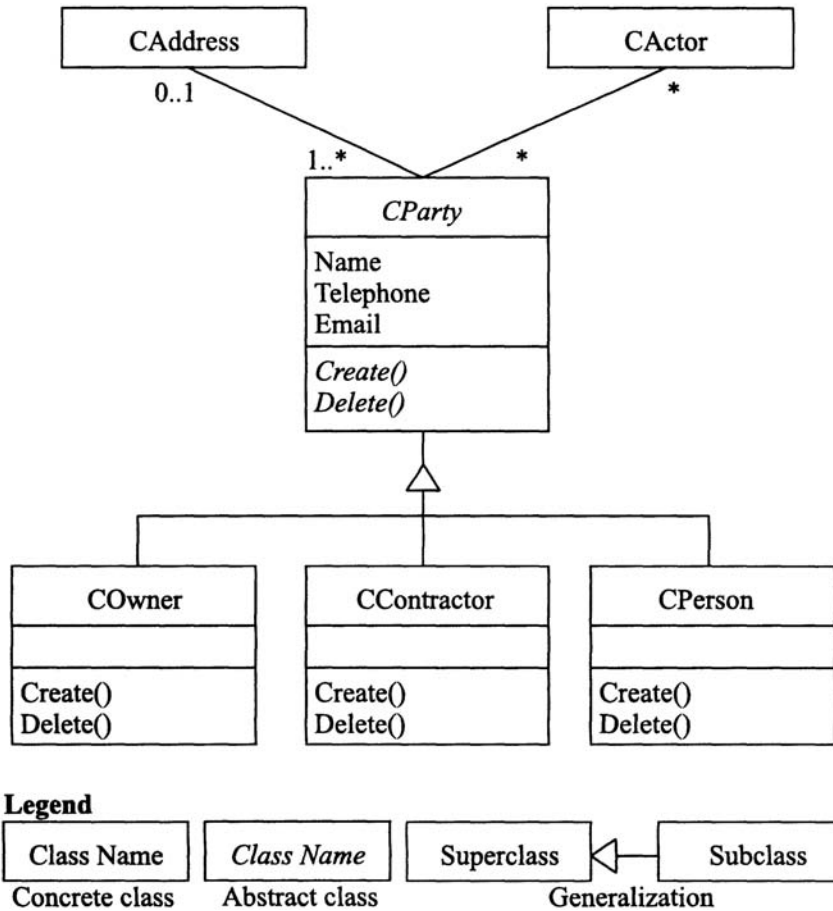 CAddress
CActor
0..1
*
1..*
*
CParty
Name
Telephone
Email
Create()
Delete()
COwner
CContractor
CPerson
Create()
Delete()
Create()
Delete()
Create()
Delete()
Legend
Class Name
Class Name
Superclass
Subclass
Concrete class
Abstract class
Generalization